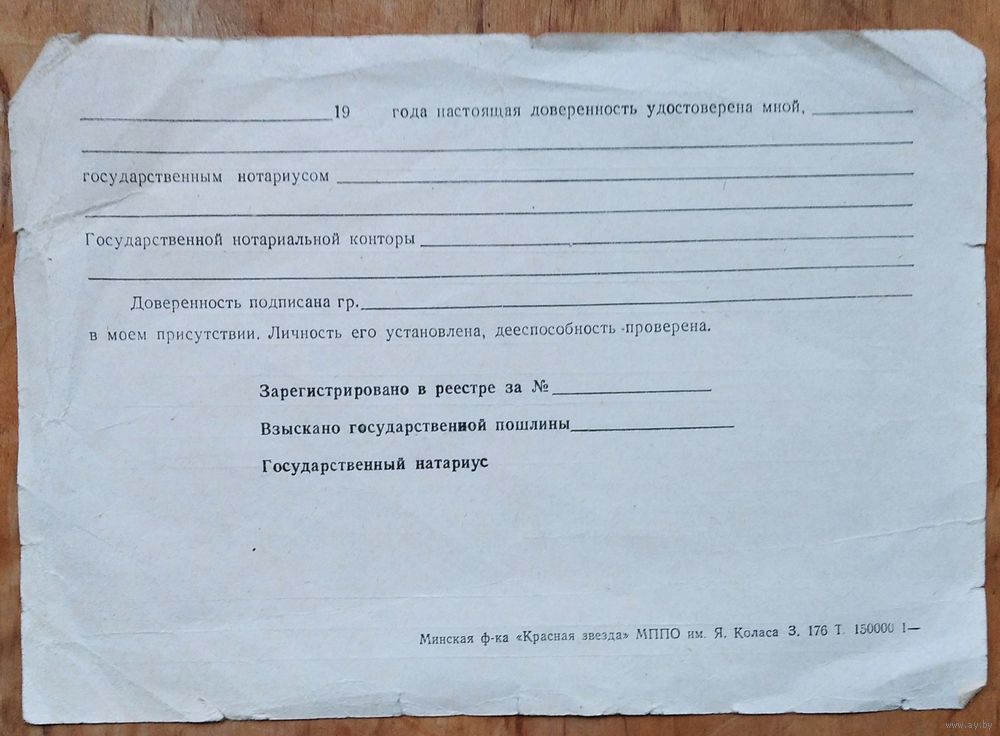 19 года настоящая доверенность удостоверена мной,
государственным нотариусом
Государственной нотариальной конторы
Доверенность подписана гр.
в моем присутствии. Личность его установлена, дееспособность проверена.
Зарегистрировано в реестре за №
Взыскано государственной пошлины
Государственный натариус
Минская ф-ка «Красная звезда» МППО им. Я. Коласа З. 176 Т. 150000 1—
www.ay.by